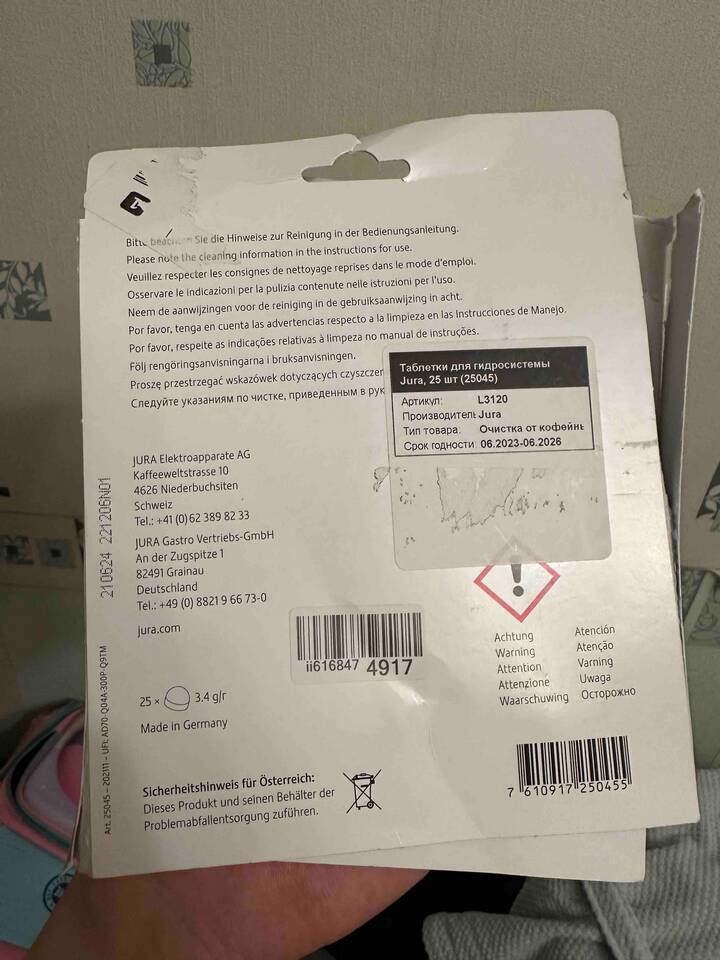 Bitte beachten Sie die Hinweise zur Reinigung in der Bedienungsanleitung.
Please note the cleaning information in the instructions for use.
Veuillez respecter les consignes de nettoyage reprises dans le mode d'emploi.
Osservare le indicazioni per la pulizia contenute nelle istruzioni per l'uso.
Neem de aanwijzingen voor de reiniging in de gebruiksaanwijzing in acht.
Por favor, tenga en cuenta las advertencias respecto a la limpieza en las Instrucciones de Manejo.
Por favor, respeite as indicações relativas à limpeza no manual de instruções.
Följ rengöringsanvisningarna i bruksanvisningen.
Proszę przestrzegać wskazówek dotyczących czyszczen
Следуйте указаниям по чистке, приведенным в рук
Таблетки для гидросистемы
Jura, 25 шт (25045)
Артикул: L3120
Производитель Jura
Тип товара: Очистка от кофейнь
Срок годности: 06.2023-06.2026
JURA Elektroapparate AG
Kaffeeweltstrasse 10
4626 Niederbuchsiten
Schweiz
Tel.: +41 (0)62 389 82 33
JURA Gastro Vertriebs-GmbH
An der Zugspitze 1
82491 Grainau
Deutschland
Tel.: +49 (0) 8821 9 66 73-0
jura.com
210624 221206N01
ii616847 4917
Achtung
Warning
Attention
Attenzione
Waarschuwing
Atención
Atenção
Varning
Uwaga
Осторожно
25 × 3.4 g/r
Made in Germany
Art. 25045 – 202111 – UFI: AD70-Q04A-300P-Q9TM
Sicherheitshinweis für Österreich:
Dieses Produkt und seinen Behälter der
Problemabfallentsorgung zuführen.
7 610917 250455